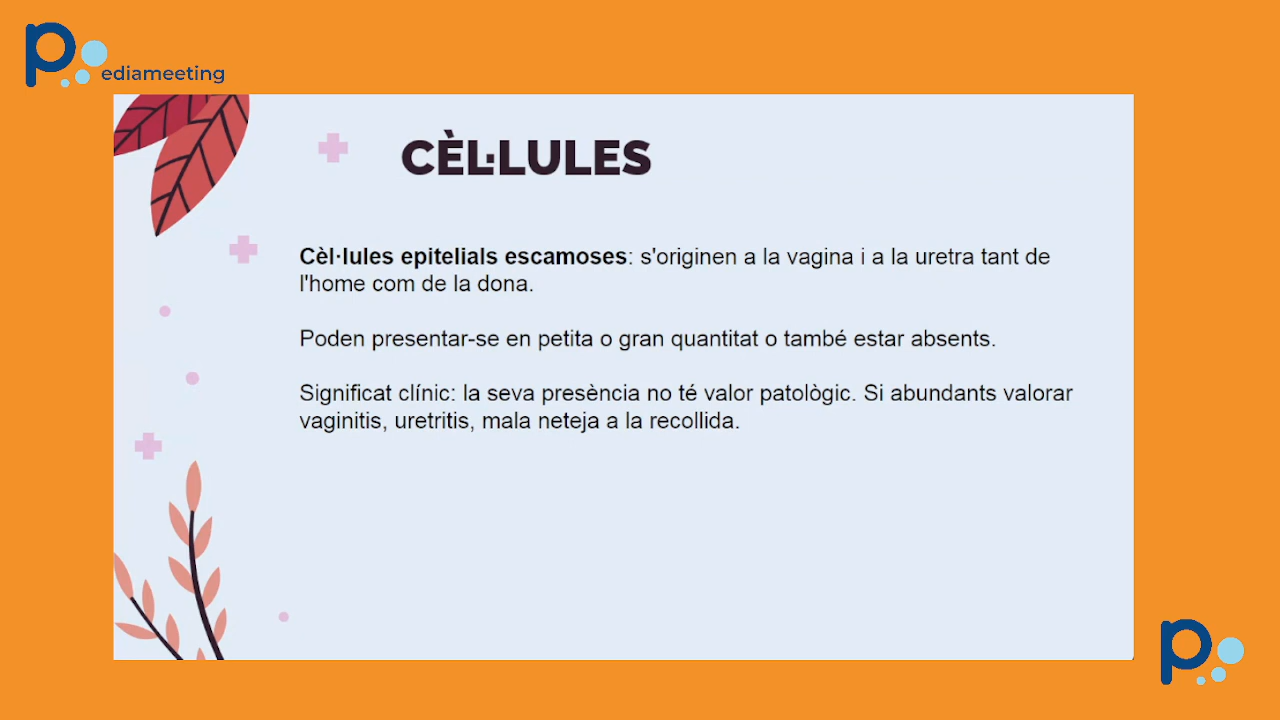 pediameeting
CÈL·LULES
Cèl·lules epitelials escamoses: s'originen a la vagina i a la uretra tant de
l'home com de la dona.
Poden presentar-se en petita o gran quantitat o també estar absents.
Significat clínic: la seva presència no té valor patològic. Si abundants valorar
vaginitis, uretritis, mala neteja a la recollida.
p